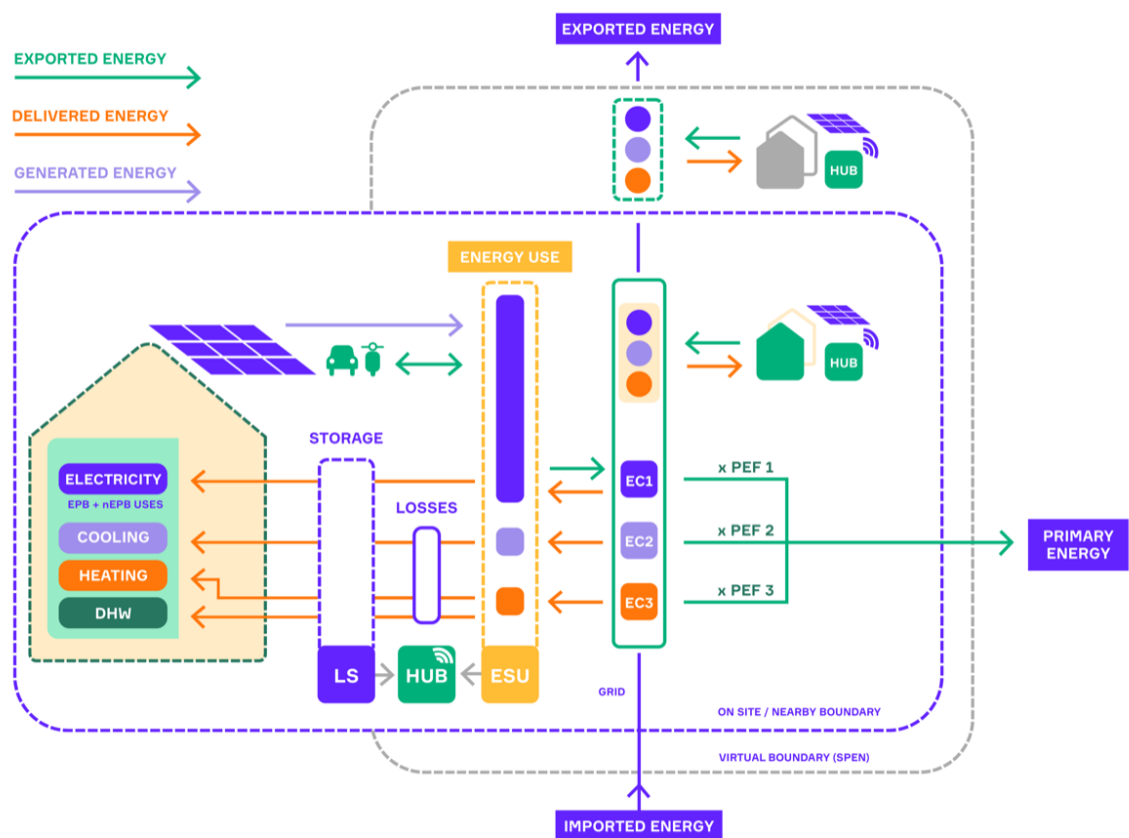 EXPORTED ENERGY
EXPORTED ENERGY
DELIVERED ENERGY
GENERATED ENERGY
HUB
ENERGY USE
HUB
STORAGE
ELECTRICITY
EPB + nEPB USES
LOSSES
COOLING
HEATING
DHW
EC1
EC2
EC3
x PEF 1
x PEF 2
x PEF 3
PRIMARY
ENERGY
LS
HUB
ESU
GRID
ON SITE / NEARBY BOUNDARY
VIRTUAL BOUNDARY (SPEN)
IMPORTED ENERGY